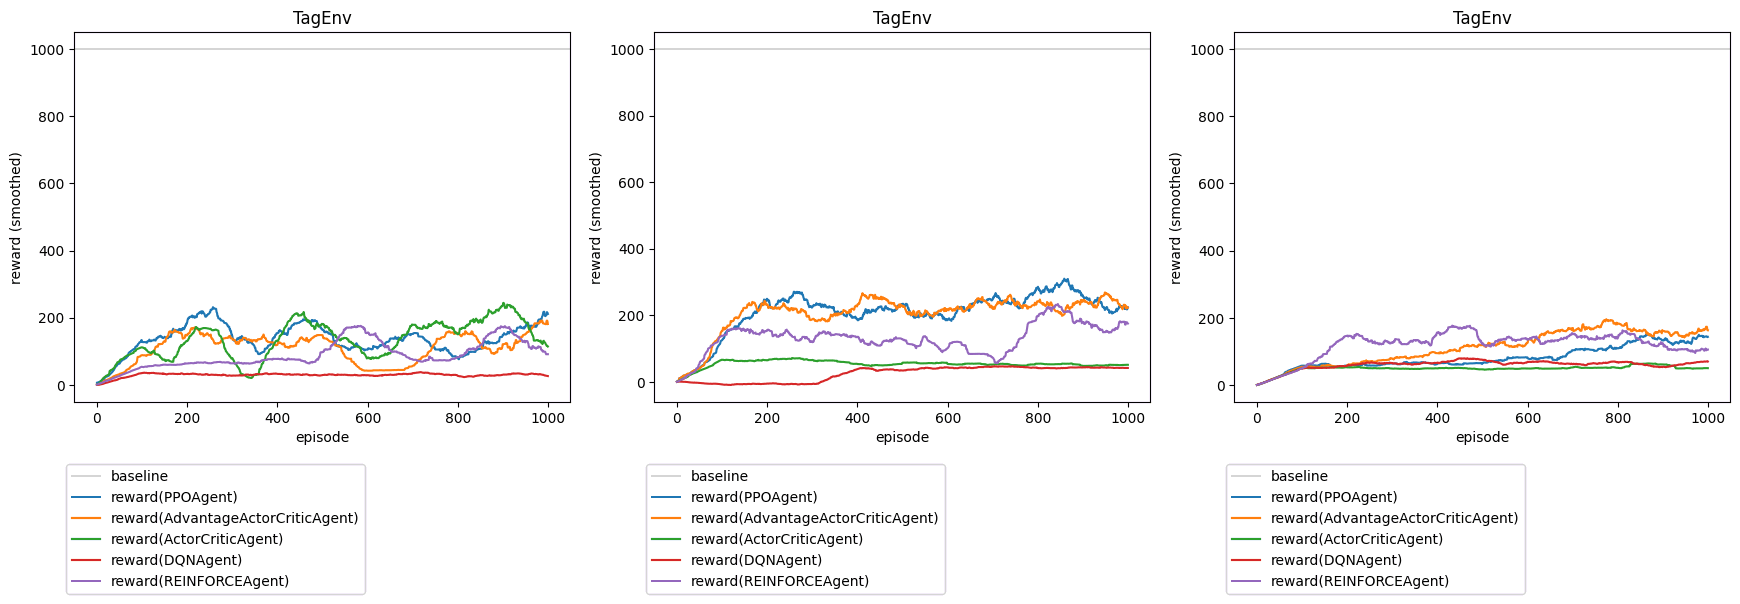 TagEnv
reward (smoothed)
1000
800
600
400
200
0
0 200 400 600 800 1000
episode
baseline
reward(PPOAgent)
reward(AdvantageActorCriticAgent)
reward(ActorCriticAgent)
reward(DQNAgent)
reward(REINFORCEAgent)
TagEnv
reward (smoothed)
1000
800
600
400
200
0
0 200 400 600 800 1000
episode
baseline
reward(PPOAgent)
reward(AdvantageActorCriticAgent)
reward(ActorCriticAgent)
reward(DQNAgent)
reward(REINFORCEAgent)
TagEnv
reward (smoothed)
1000
800
600
400
200
0
0 200 400 600 800 1000
episode
baseline
reward(PPOAgent)
reward(AdvantageActorCriticAgent)
reward(ActorCriticAgent)
reward(DQNAgent)
reward(REINFORCEAgent)